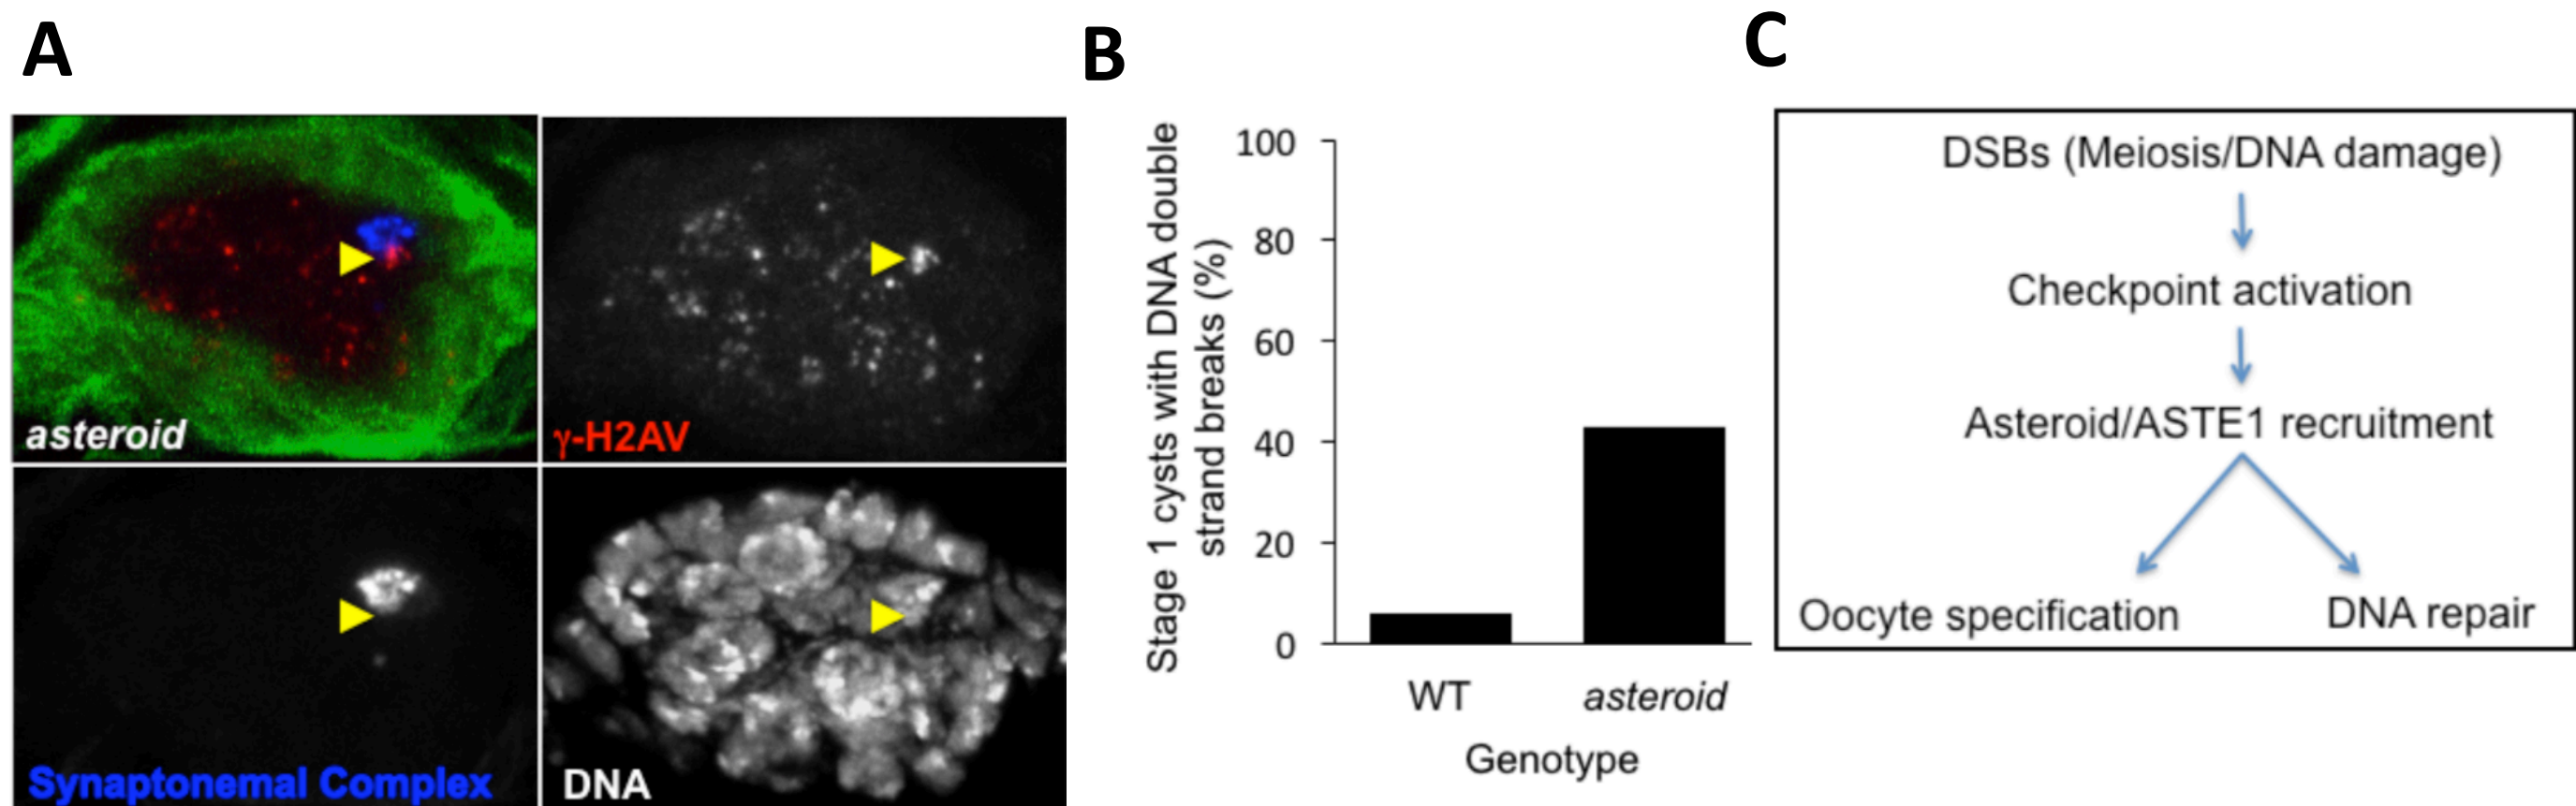 A
asteroid
γ-H2AV
Synaptonemal Complex
DNA
B
Stage 1 cysts with DNA double
strand breaks (%)
100
80
60
40
20
0
WT
asteroid
Genotype
C
DSBs (Meiosis/DNA damage)
Checkpoint activation
Asteroid/ASTE1 recruitment
Oocyte specification
DNA repair